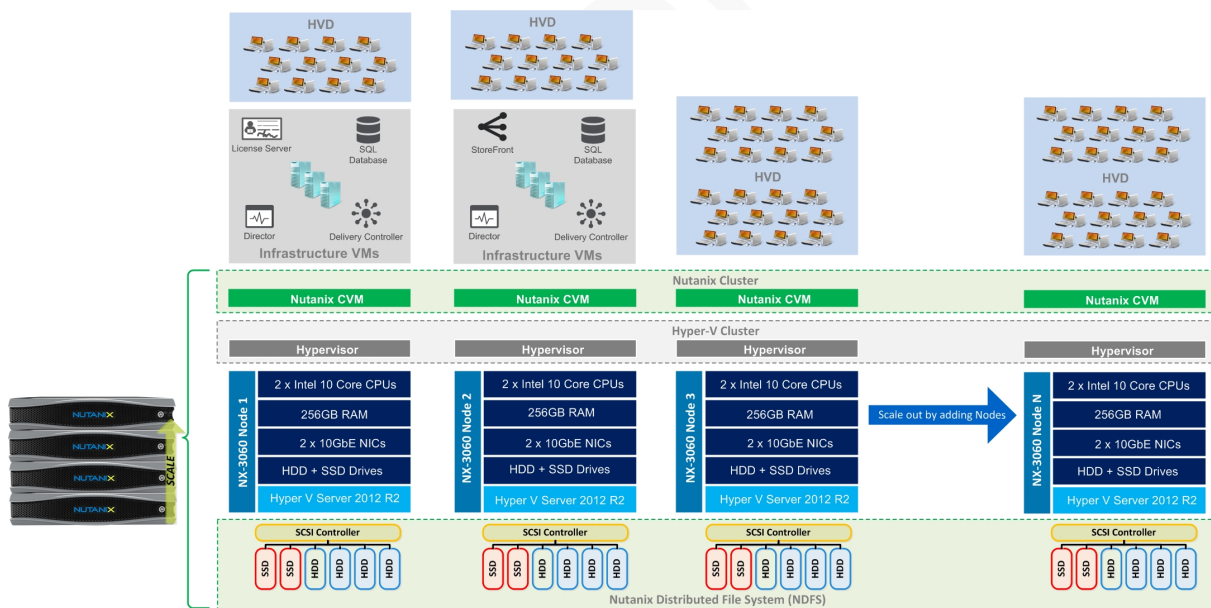 HVD
HVD
License Server
SQL
Database
StoreFront
SQL
Database
HVD
HVD
Director
Delivery Controller
Director
Delivery Controller
Infrastructure VMs
Infrastructure VMs
Nutanix Cluster
Nutanix CVM
Nutanix CVM
Nutanix CVM
Nutanix CVM
Hyper-V Cluster
Hypervisor
Hypervisor
Hypervisor
Hypervisor
NX-3060 Node 1
2 x Intel 10 Core CPUs
256GB RAM
2 x 10GbE NICs
HDD + SSD Drives
Hyper V Server 2012 R2
NX-3060 Node 2
2 x Intel 10 Core CPUs
256GB RAM
2 x 10GbE NICs
HDD + SSD Drives
Hyper V Server 2012 R2
NX-3060 Node 3
2 x Intel 10 Core CPUs
256GB RAM
2 x 10GbE NICs
HDD + SSD Drives
Hyper V Server 2012 R2
Scale out by adding Nodes
NX-3060 Node N
2 x Intel 10 Core CPUs
256GB RAM
2 x 10GbE NICs
HDD + SSD Drives
Hyper V Server 2012 R2
NUTANIX
NUTANIX
NUTANIX
NUTANIX
SCALE
SCSI Controller
SSD
SSD
HDD
HDD
HDD
HDD
SCSI Controller
SSD
SSD
HDD
HDD
HDD
HDD
SCSI Controller
SSD
SSD
HDD
HDD
HDD
HDD
SCSI Controller
SSD
SSD
HDD
HDD
HDD
HDD
Nutanix Distributed File System (NDFS)